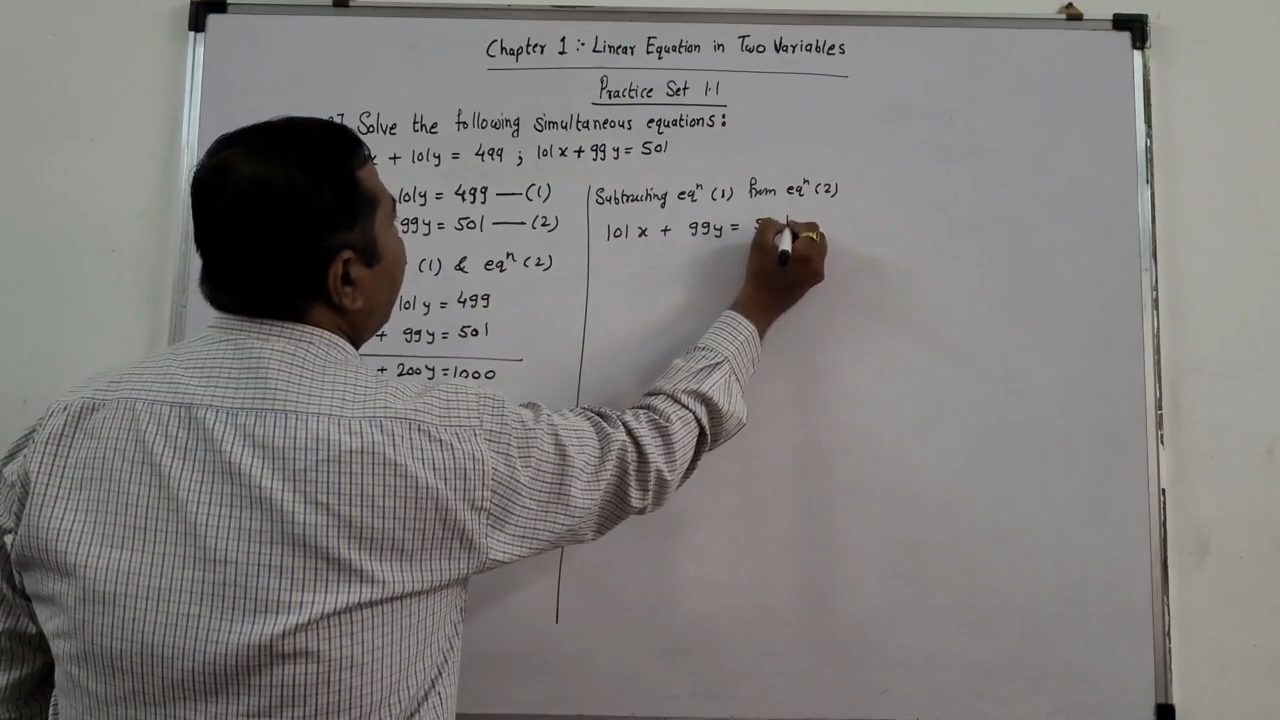 Chapter 1 :- Linear Equation in Two Variables
Practice Set 1.1
Solve the following simultaneous equations:
x + 101y = 499 ; 101x + 99y = 501
101y = 499 — (1)
99y = 501 — (2)
(1) & eqⁿ (2)
101y = 499
+ 99y = 501
+ 200y = 1000
Subtracting eqⁿ (1) from eqⁿ (2)
101x + 99y =